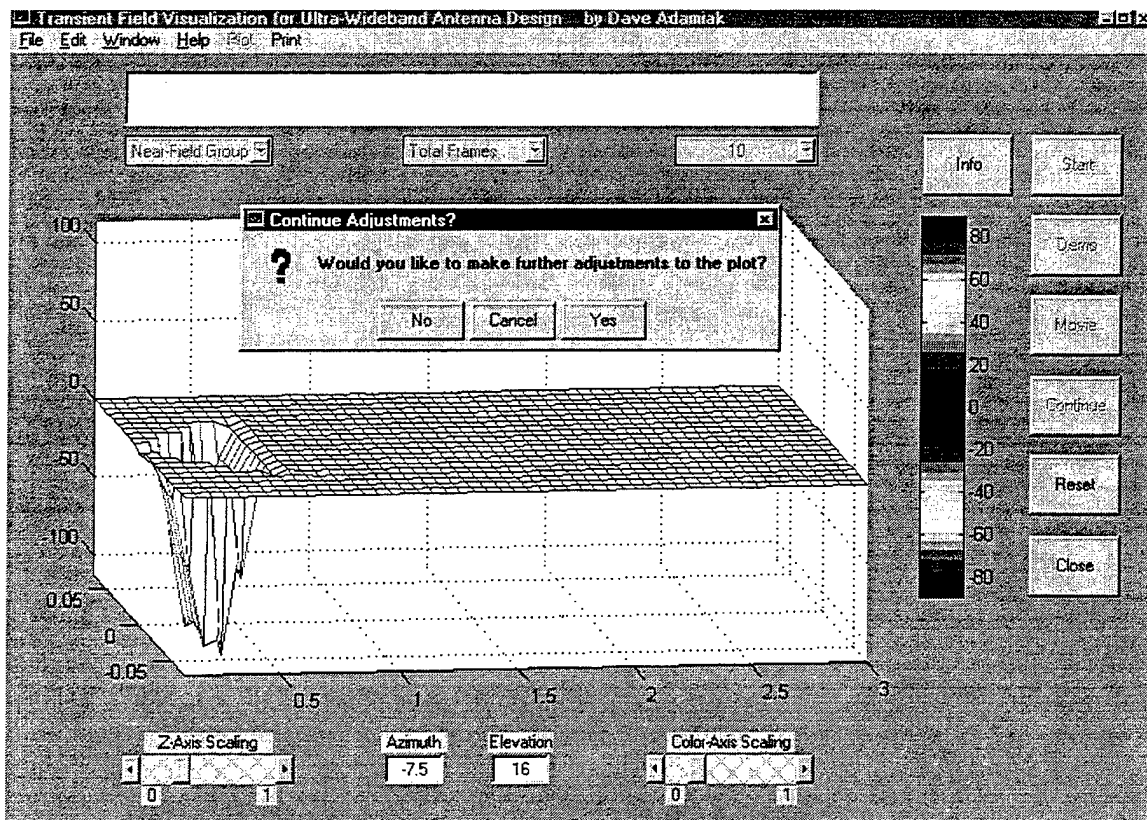 Transient Field Visualization for Ultra-Wideband Antenna Design by Dave Adamiak
File Edit Window Help Plot Print
Near-Field Group
Total Frames
10
Info
Start
Continue Adjustments?
Would you like to make further adjustments to the plot?
No
Cancel
Yes
100
50
0
50
100
0.05
0
-0.05
0.5
1
1.5
2
2.5
3
80
60
40
20
0
-20
-40
-60
-80
Demo
Movie
Continue
Reset
Close
Z-Axis Scaling
0 1
Azimuth
-7.5
Elevation
16
Color-Axis Scaling
0 1